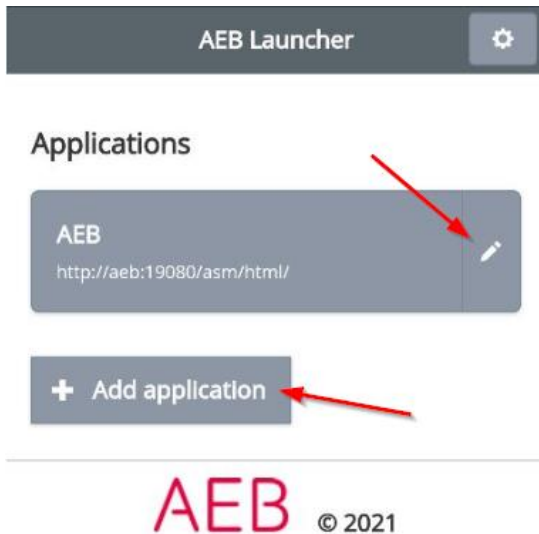 AEB Launcher
Applications
AEB
http://aeb:19080/asm/html/
Add application
AEB © 2021